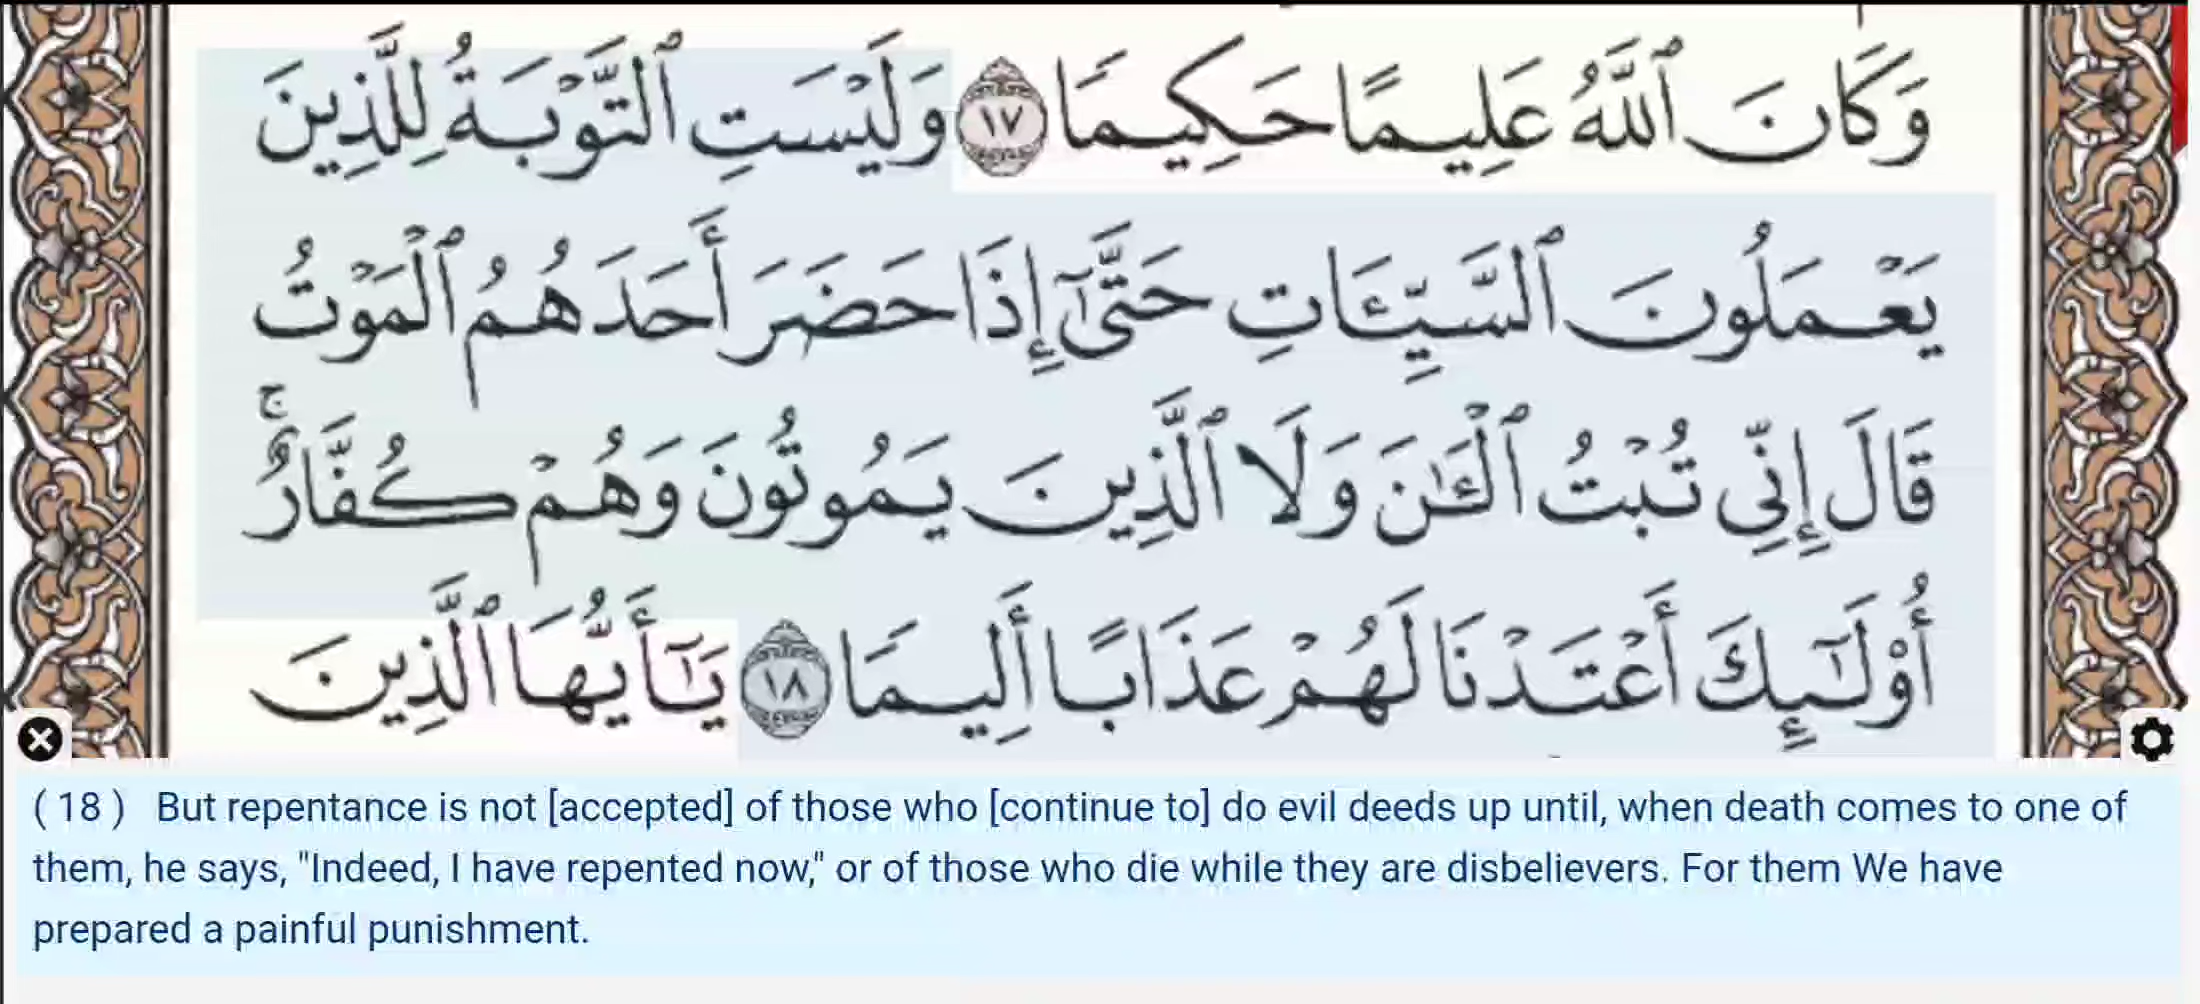 وَكَانَ ٱللَّهُ عَلِيمًا حَكِيمًا ١٧ وَلَيْسَتِ ٱلتَّوْبَةُ لِلَّذِينَ
يَعْمَلُونَ ٱلسَّيِّـَٔاتِ حَتَّىٰٓ إِذَا حَضَرَ أَحَدَهُمُ ٱلْمَوْتُ
قَالَ إِنِّى تُبْتُ ٱلْـَٔـٰنَ وَلَا ٱلَّذِينَ يَمُوتُونَ وَهُمْ كُفَّارٌ ۚ
أُو۟لَـٰٓئِكَ أَعْتَدْنَا لَهُمْ عَذَابًا أَلِيمًا ١٨ يَـٰٓأَيُّهَا ٱلَّذِينَ
( 18 ) But repentance is not [accepted] of those who [continue to] do evil deeds up until, when death comes to one of
them, he says, "Indeed, I have repented now," or of those who die while they are disbelievers. For them We have
prepared a painful punishment.